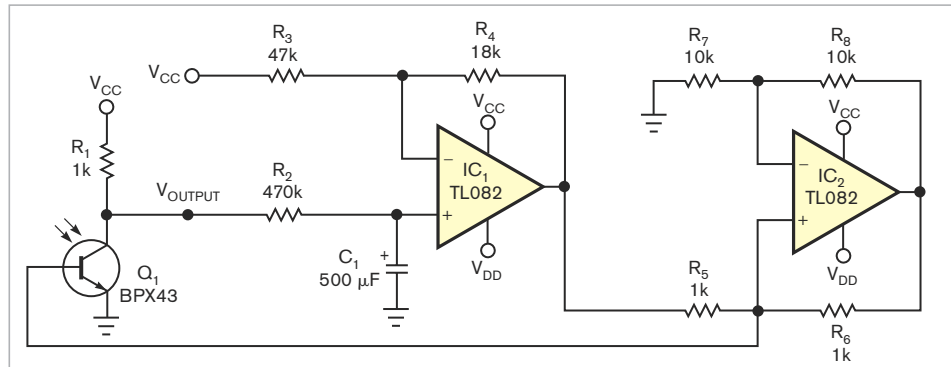 R3
47k
R4
18k
R7
10k
R8
10k
VCC
VCC
VCC
VCC
R1
1k
−
IC1
TL082
+
−
IC2
TL082
+
VOUTPUT
R2
470k
C1
500 µF
+
VDD
VDD
Q1
BPX43
R5
1k
R6
1k